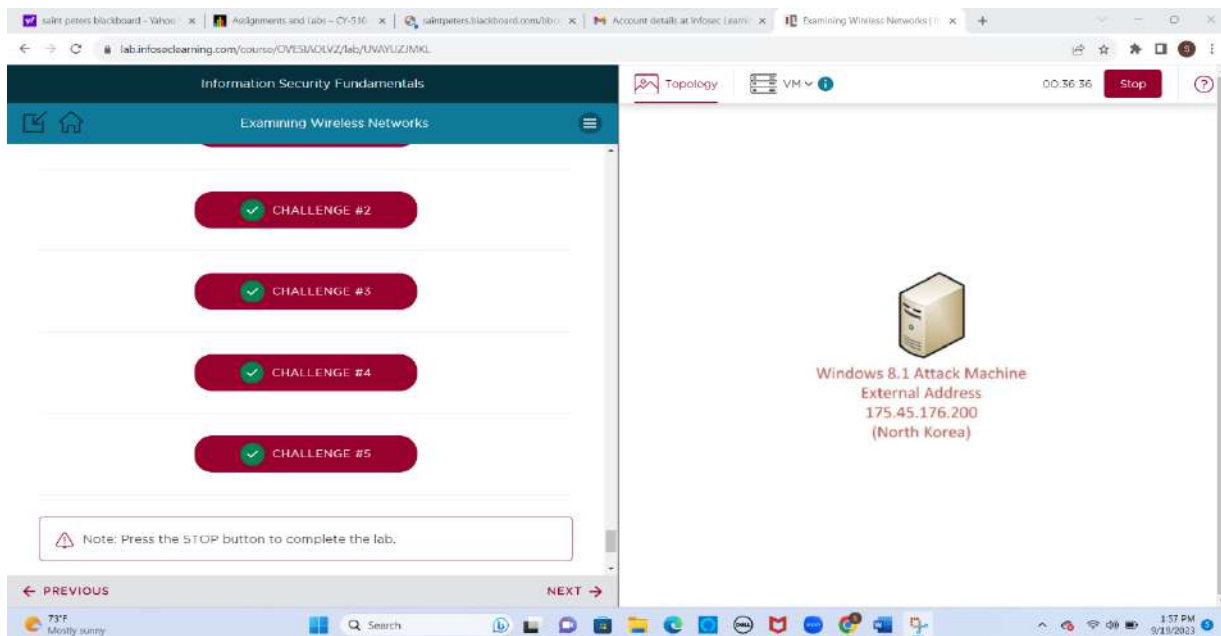 saint peters blackboard - Yahoo
Assignments and Labs - CY-510
saintpeters.blackboard.com/bbc
Account details at Infosec Learni
Examining Wireless Networks
lab.infoseclearning.com/course/
Information Security Fundamentals
Topology
VM
00:36:36
Stop
Examining Wireless Networks
CHALLENGE #2
CHALLENGE #3
CHALLENGE #4
CHALLENGE #5
Windows 8.1 Attack Machine
External Address
175.45.176.200
(North Korea)
Note: Press the STOP button to complete the lab.
PREVIOUS
NEXT
73°F
Mostly sunny
Search
1:57 PM
9/19/2023